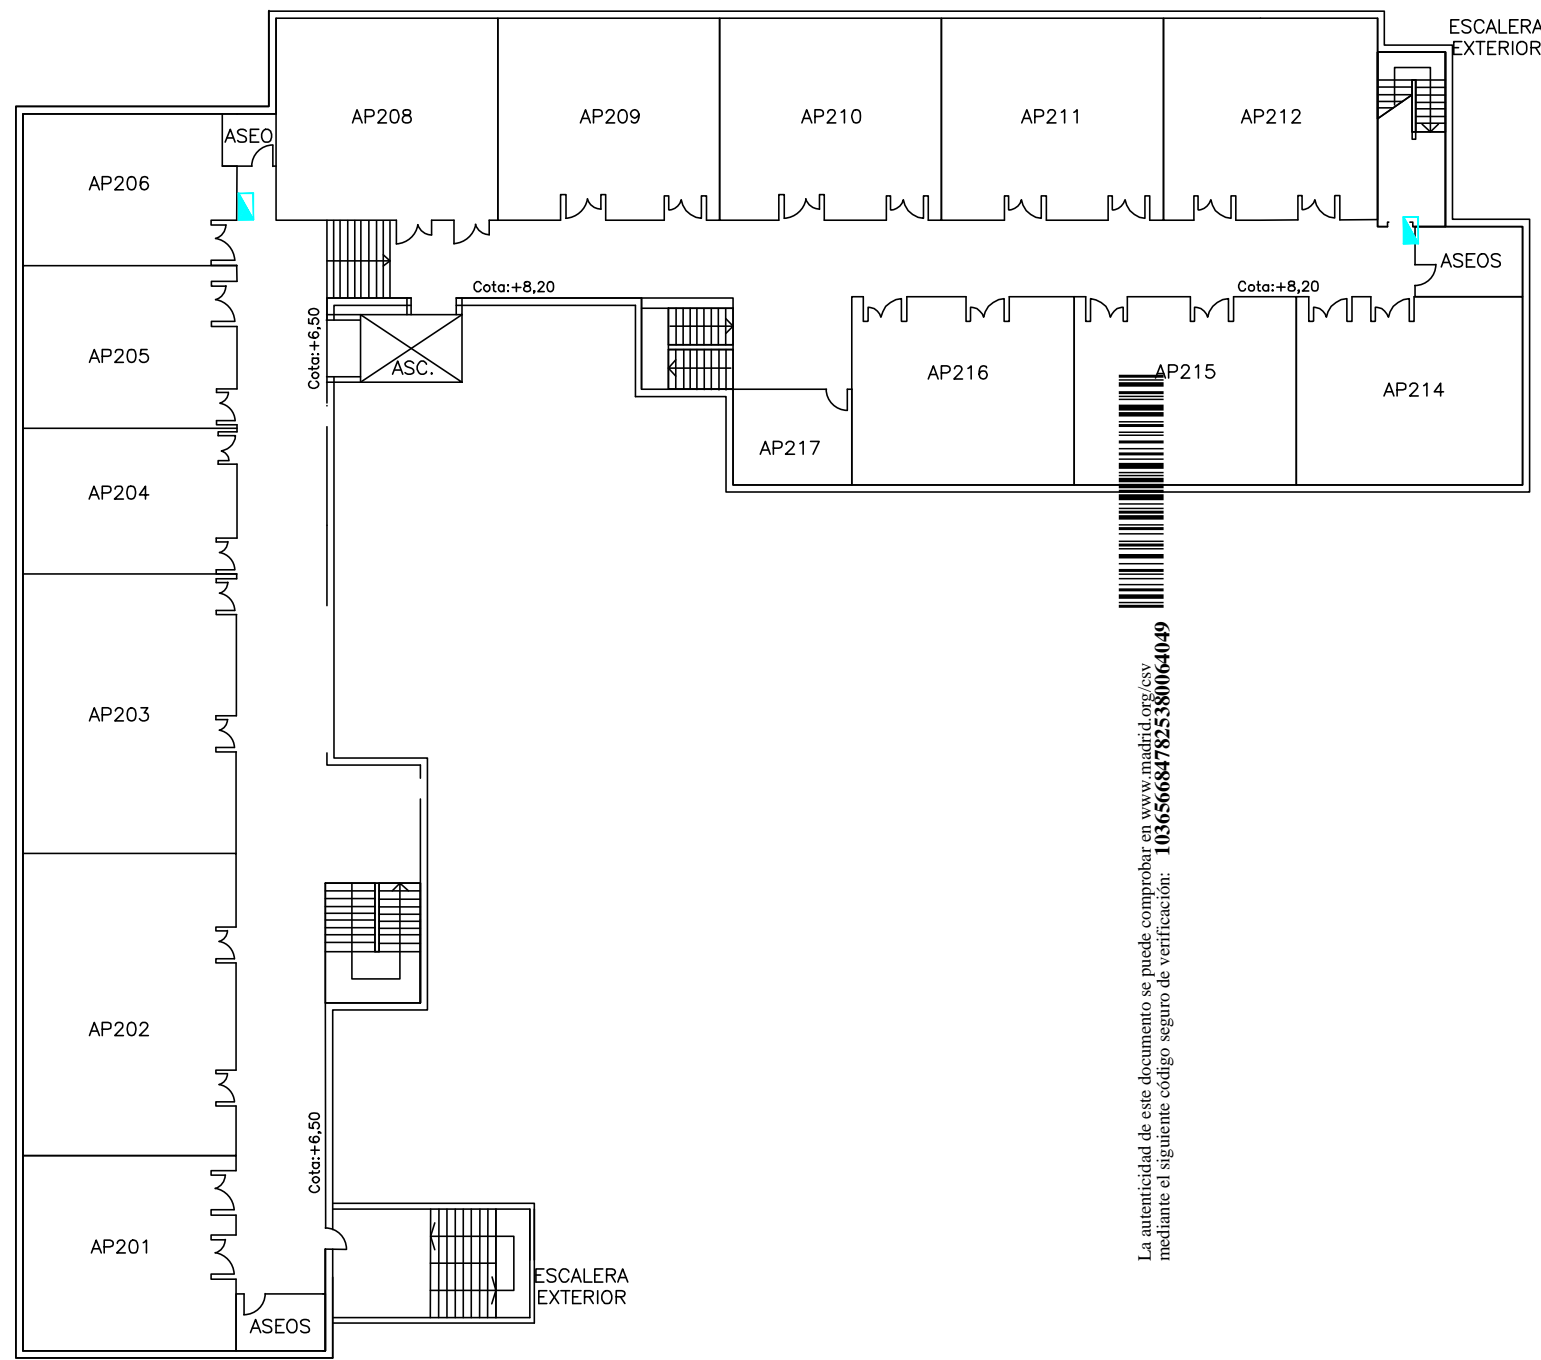 ESCALERA
EXTERIOR
AP208
AP209
AP210
AP211
AP212
ASEO
AP206
ASEOS
Cota:+8,20
Cota:+8,20
Cota:+6,50
AP205
ASC.
AP216
AP215
AP214
AP217
AP204
AP203
AP202
Cota:+6,50
AP201
ESCALERA
EXTERIOR
ASEOS
La autenticidad de este documento se puede comprobar en www.madrid.org/csv
mediante el siguiente código seguro de verificación: 1036566847825380064049